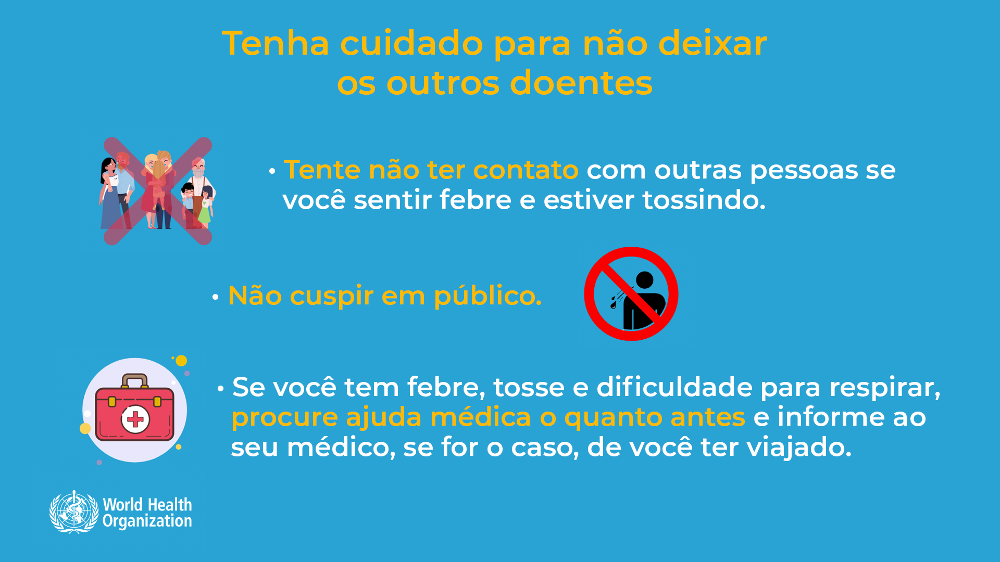 Tenha cuidado para não deixar
os outros doentes
• Tente não ter contato com outras pessoas se
você sentir febre e estiver tossindo.
• Não cuspir em público.
• Se você tem febre, tosse e dificuldade para respirar,
procure ajuda médica o quanto antes e informe ao
seu médico, se for o caso, de você ter viajado.
World Health
Organization